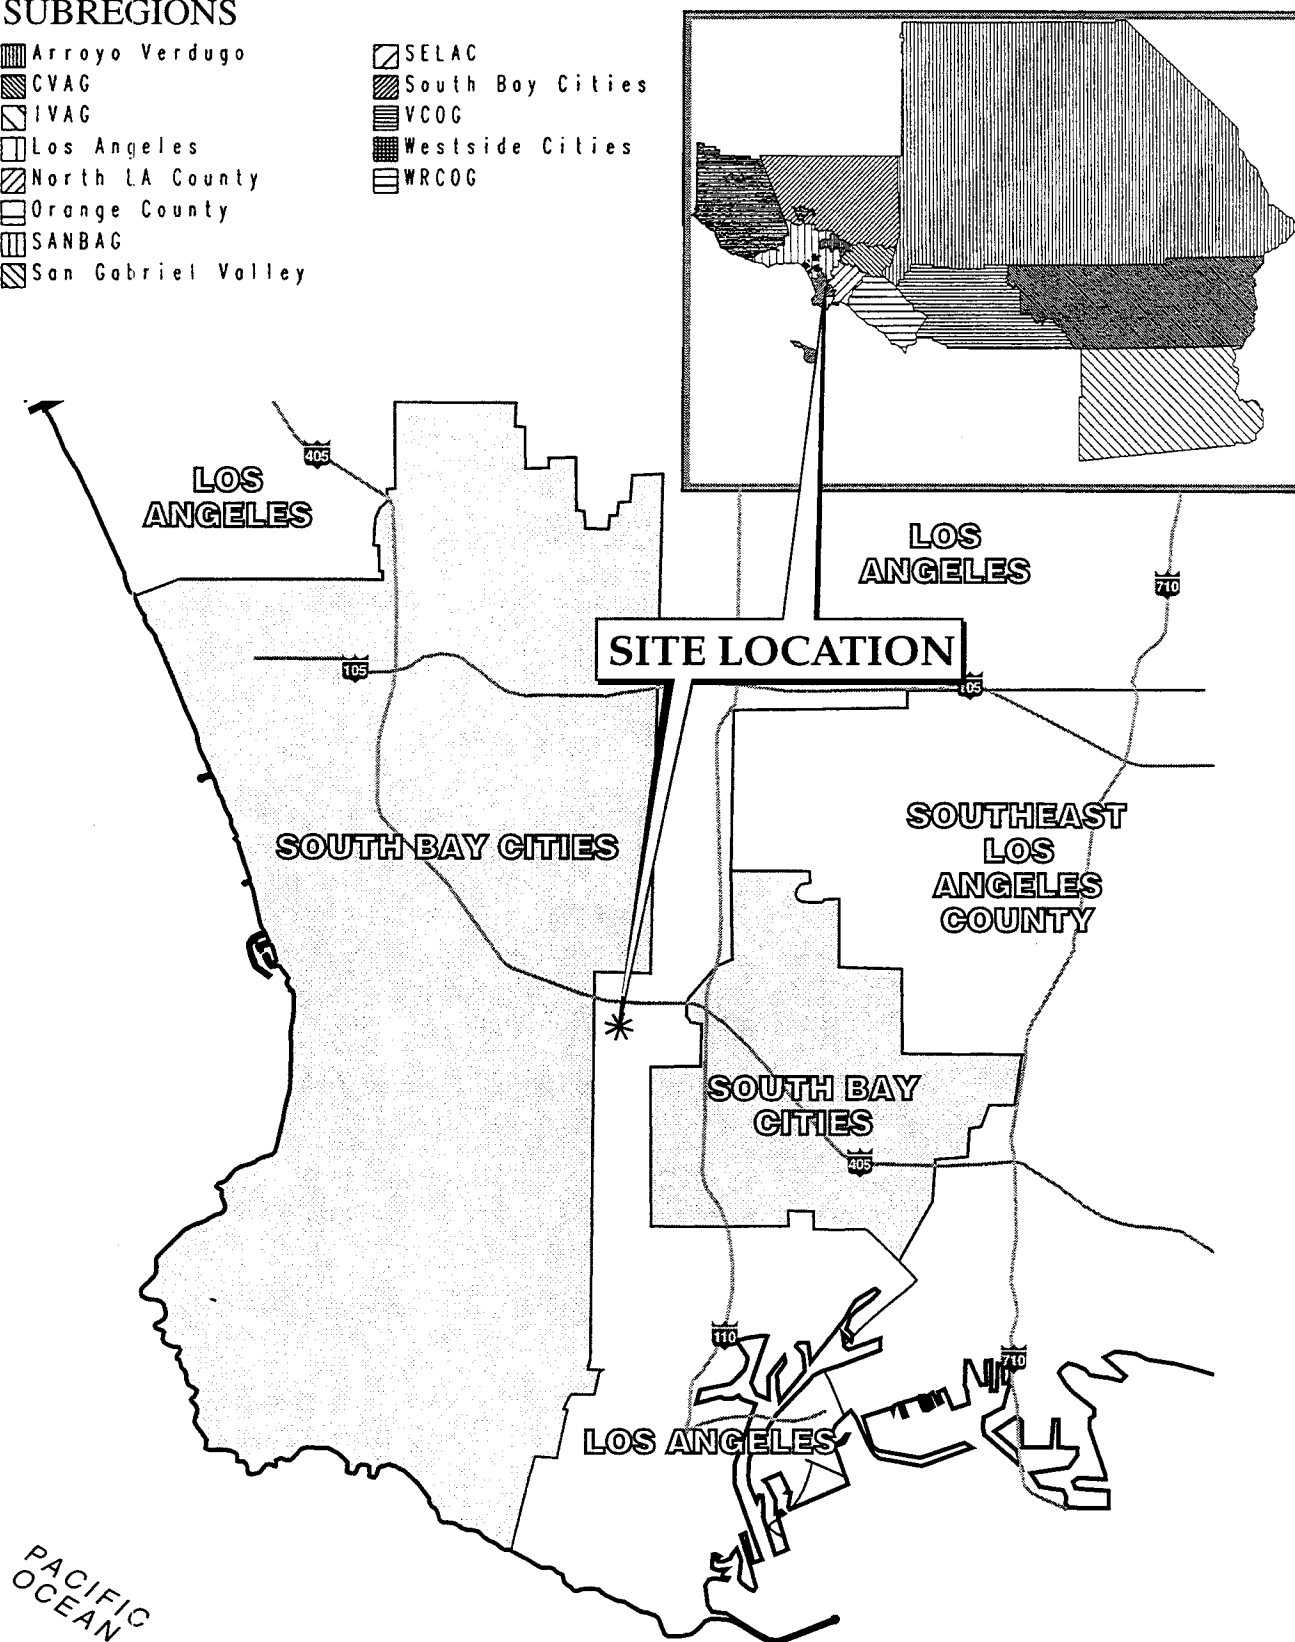 SUBREGIONS
Arroyo Verdugo
CVAG
IVAG
Los Angeles
North LA County
Orange County
SANBAG
San Gabriel Valley
SELAC
South Bay Cities
VCOG
Westside Cities
WRCOG
405
LOS
ANGELES
LOS
ANGELES
710
SITE LOCATION
105
105
SOUTH BAY CITIES
SOUTHEAST
LOS
ANGELES
COUNTY
SOUTH BAY
CITIES
405
110
710
LOS ANGELES
PACIFIC
OCEAN